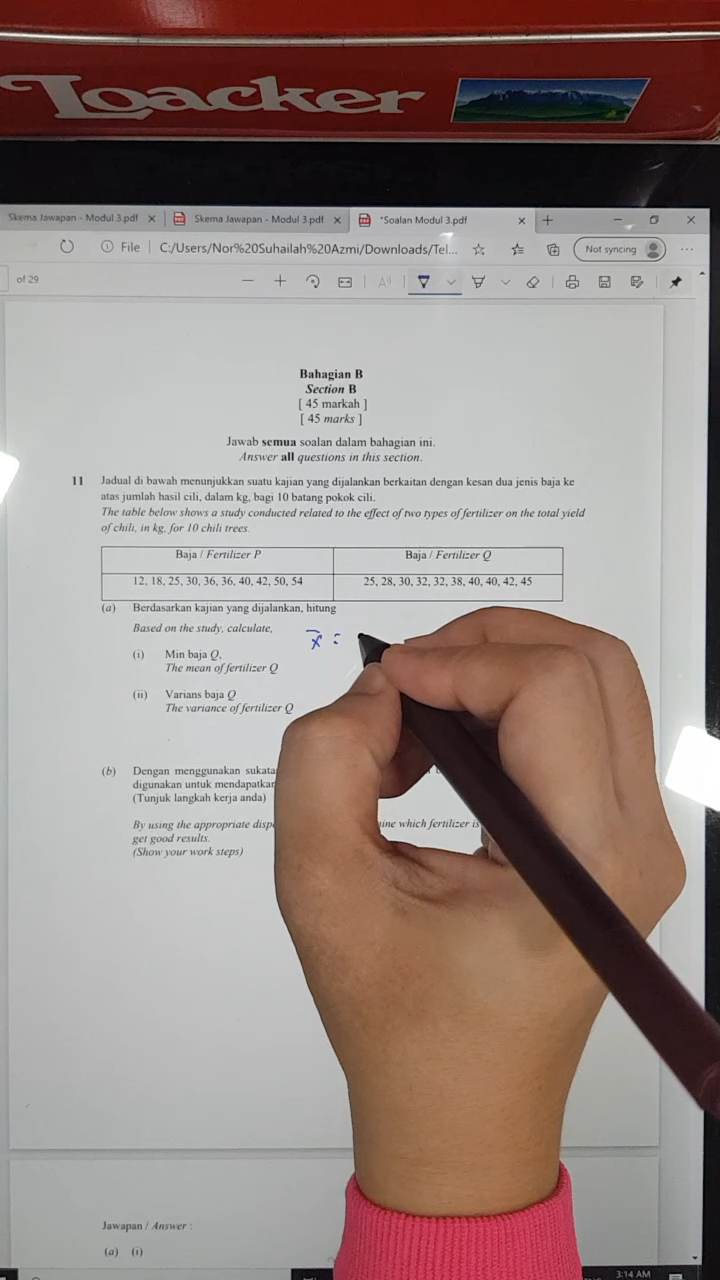 Loacker
Skema Jawapan - Modul 3.pdf
Skema Jawapan - Modul 3.pdf
*Soalan Modul 3.pdf
File
C:/Users/Nor%20Suhailah%20Azmi/Downloads/Tel...
Not syncing
of 29
Bahagian B
Section B
[ 45 markah ]
[ 45 marks ]
Jawab semua soalan dalam bahagian ini.
Answer all questions in this section.
11 Jadual di bawah menunjukkan suatu kajian yang dijalankan berkaitan dengan kesan dua jenis baja ke
atas jumlah hasil cili, dalam kg, bagi 10 batang pokok cili.
The table below shows a study conducted related to the effect of two types of fertilizer on the total yield
of chili, in kg, for 10 chili trees.
Baja / Fertilizer P Baja / Fertilizer Q
12, 18, 25, 30, 36, 36, 40, 42, 50, 54 25, 28, 30, 32, 32, 38, 40, 40, 42, 45
(a) Berdasarkan kajian yang dijalankan, hitung
Based on the study, calculate,
x̄ =
(i) Min baja Q,
The mean of fertilizer Q
(ii) Varians baja Q
The variance of fertilizer Q
(b) Dengan menggunakan
digunakan untuk
(Tunjuk langkah kerja anda)
By using the appropriate which fertilizer is
get good results.
(Show your work steps)
Jawapan / Answer :
(a) (i)
3:14 AM